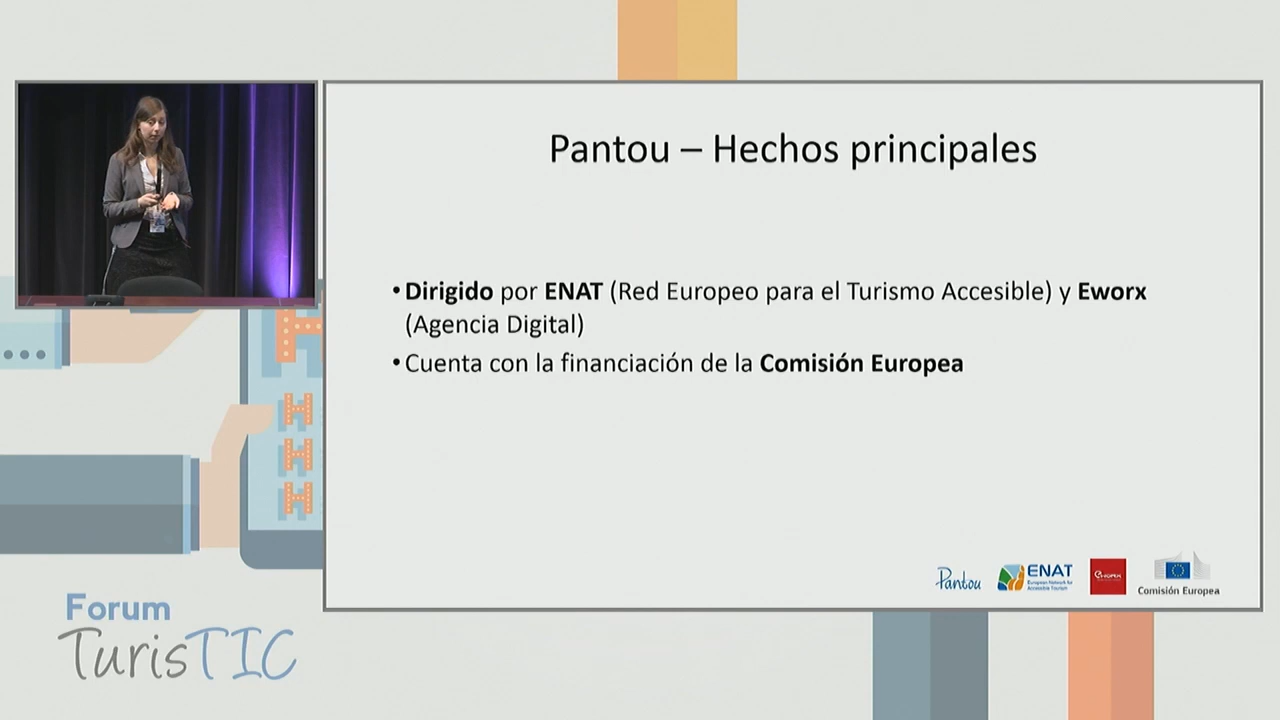 Pantou – Hechos principales
• Dirigido por ENAT (Red Europeo para el Turismo Accesible) y Eworx
(Agencia Digital)
• Cuenta con la financiación de la Comisión Europea
Pantou
ENAT
European Network for
Accessible Tourism
Comisión Europea
Forum
TurisTIC